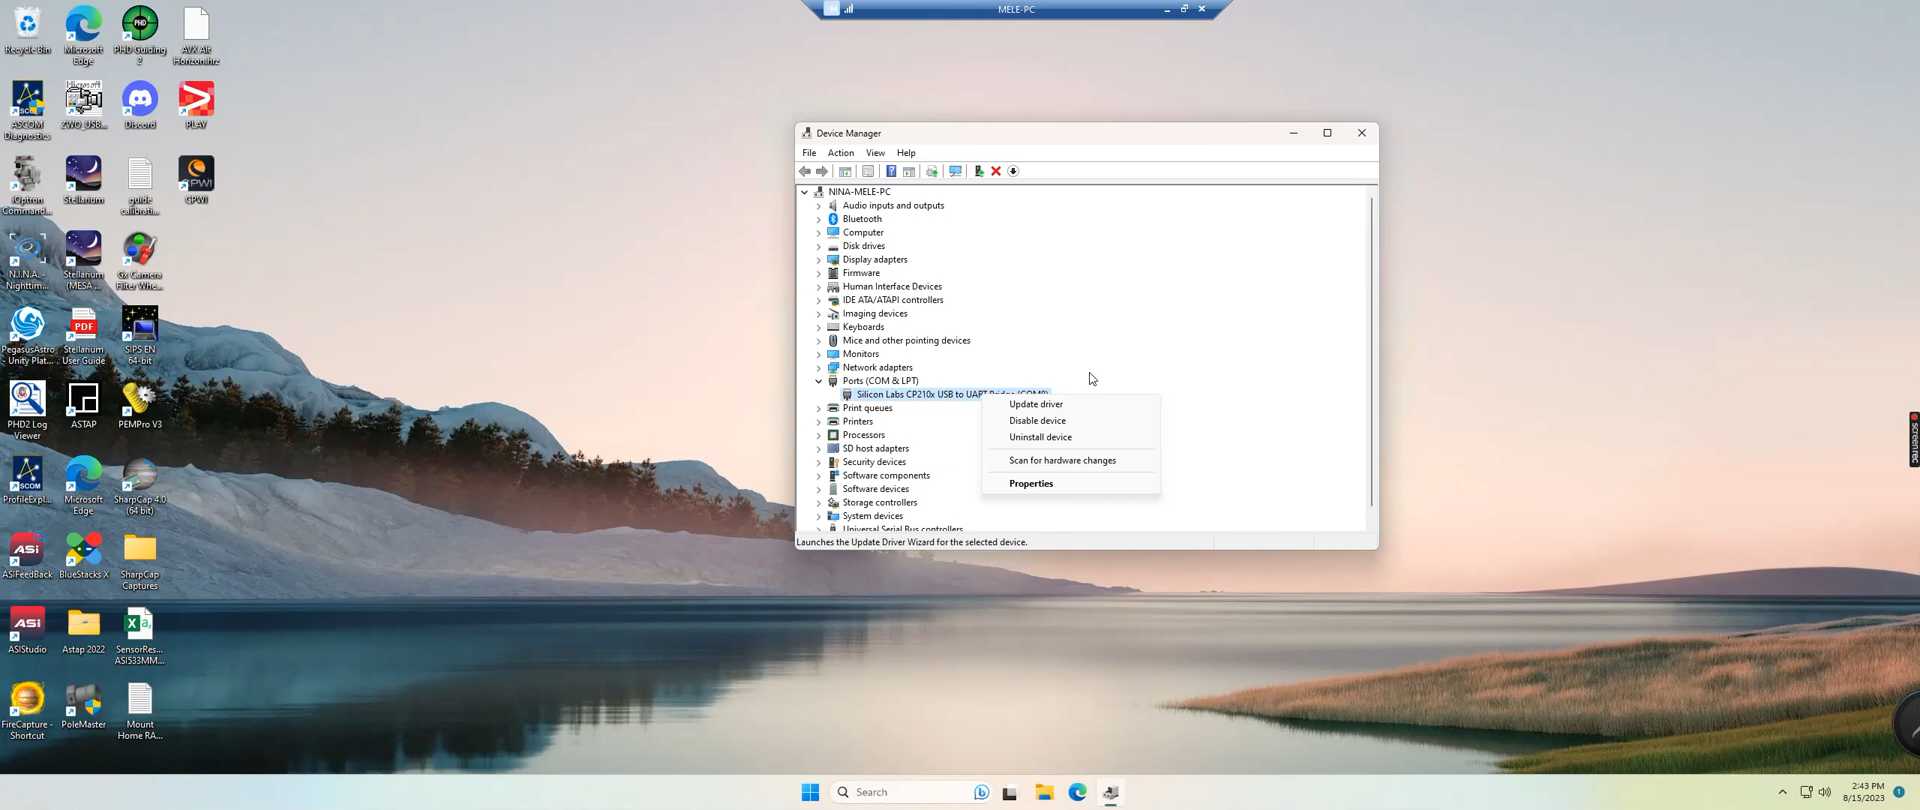 MELE-PC
Recycle Bin
Microsoft
Edge
PHD Guiding
2
AVX Alt
Horizon.hrz
ASCOM
Diagnostics
ZWO_USB...
Discord
PLAY
iOptron
Command...
Stellarium
guide
calibrati...
CPWI
N.I.N.A. -
Nighttim...
Stellarium
(MESA ...
Gx Camera
Filter Whe...
PegasusAstro
Unity Plat...
PDF
Stellarium
User Guide
SIPS EN
64-bit
PHD2 Log
Viewer
ASTAP
PEMPro V3
ProfileExpl...
Microsoft
Edge
SharpCap 4.0
(64 bit)
ASIFeedBack
BlueStacks X
SharpCap
Captures
ASIStudio
Astap 2022
SensorRes...
ASI533MM...
FireCapture -
Shortcut
PoleMaster
Mount
Home RA...
Device Manager
File Action View Help
NINA-MELE-PC
Audio inputs and outputs
Bluetooth
Computer
Disk drives
Display adapters
Firmware
Human Interface Devices
IDE ATA/ATAPI controllers
Imaging devices
Keyboards
Mice and other pointing devices
Monitors
Network adapters
Ports (COM & LPT)
Silicon Labs CP210x USB to UART Bridge (COM8)
Print queues
Printers
Processors
SD host adapters
Security devices
Software components
Software devices
Storage controllers
System devices
Universal Serial Bus controllers
Update driver
Disable device
Uninstall device
Scan for hardware changes
Properties
Launches the Update Driver Wizard for the selected device.
screenrec
Search
2:43 PM
8/15/2023
1